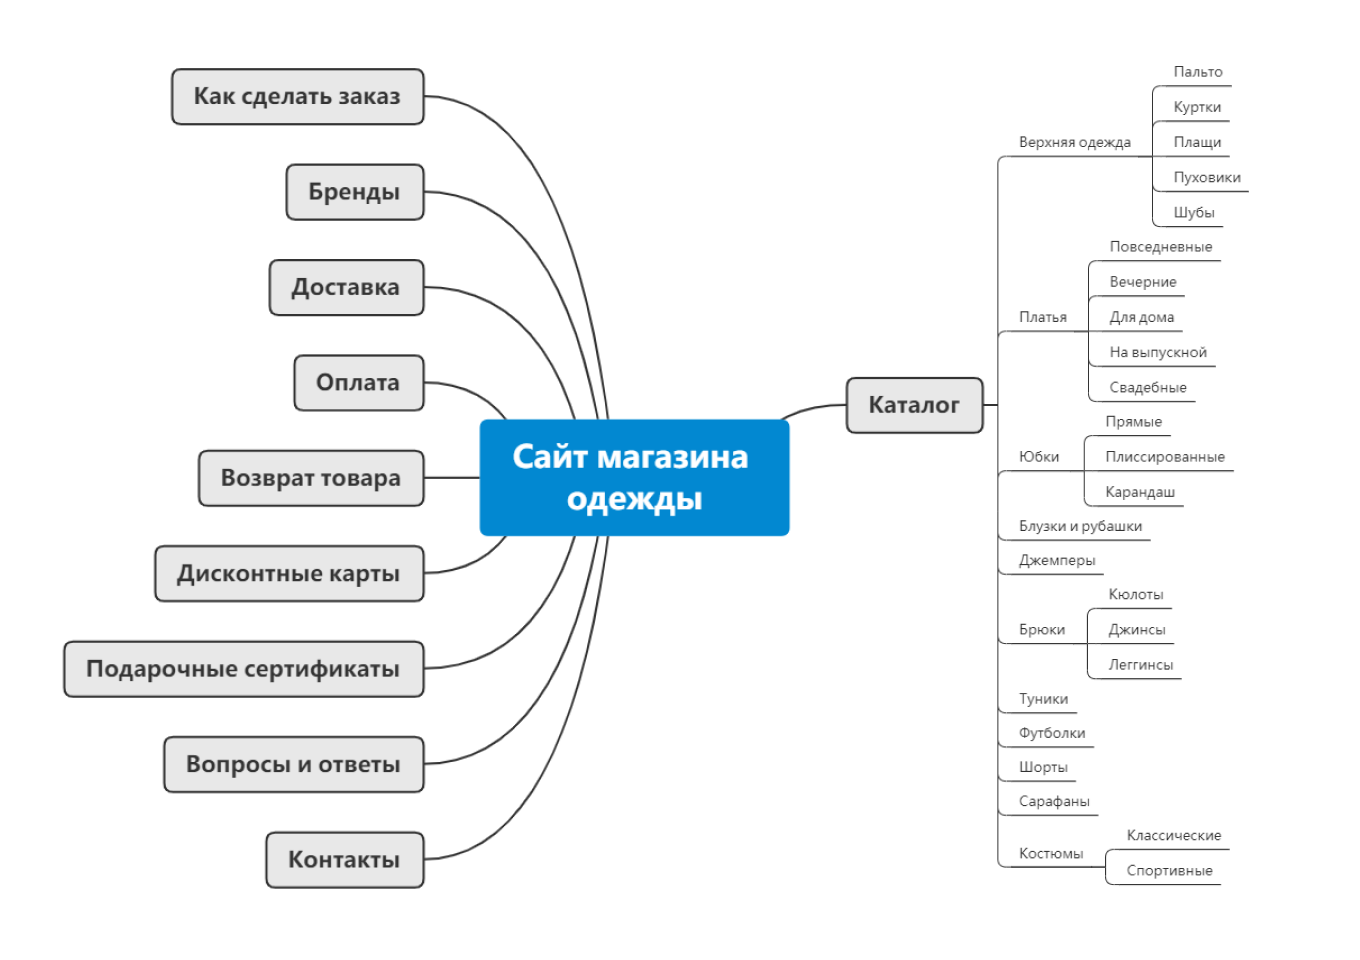 Как сделать заказ
Бренды
Доставка
Оплата
Возврат товара
Дисконтные карты
Подарочные сертификаты
Вопросы и ответы
Контакты
Сайт магазина
одежды
Каталог
Верхняя одежда
Пальто
Куртки
Плащи
Пуховики
Шубы
Платья
Повседневные
Вечерние
Для дома
На выпускной
Свадебные
Юбки
Прямые
Плиссированные
Карандаш
Блузки и рубашки
Джемперы
Брюки
Кюлоты
Джинсы
Леггинсы
Туники
Футболки
Шорты
Сарафаны
Костюмы
Классические
Спортивные